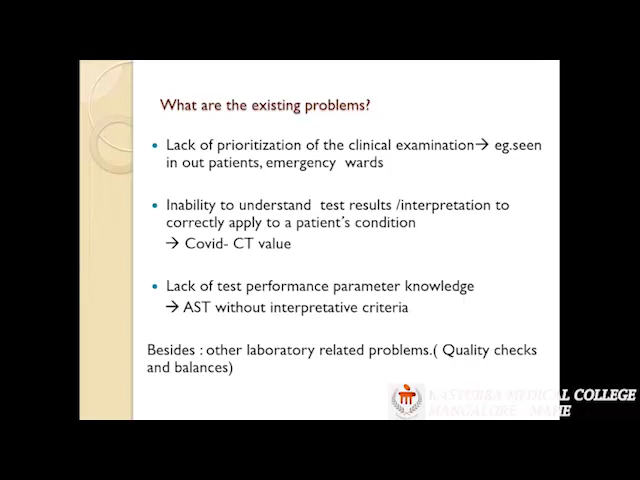 What are the existing problems?
Lack of prioritization of the clinical examination→ eg.seen
in out patients, emergency wards
Inability to understand test results /interpretation to
correctly apply to a patient's condition
→ Covid- CT value
Lack of test performance parameter knowledge
→ AST without interpretative criteria
Besides : other laboratory related problems.( Quality checks
and balances)
KASTURBA MEDICAL COLLEGE
MANGALORE MAHE